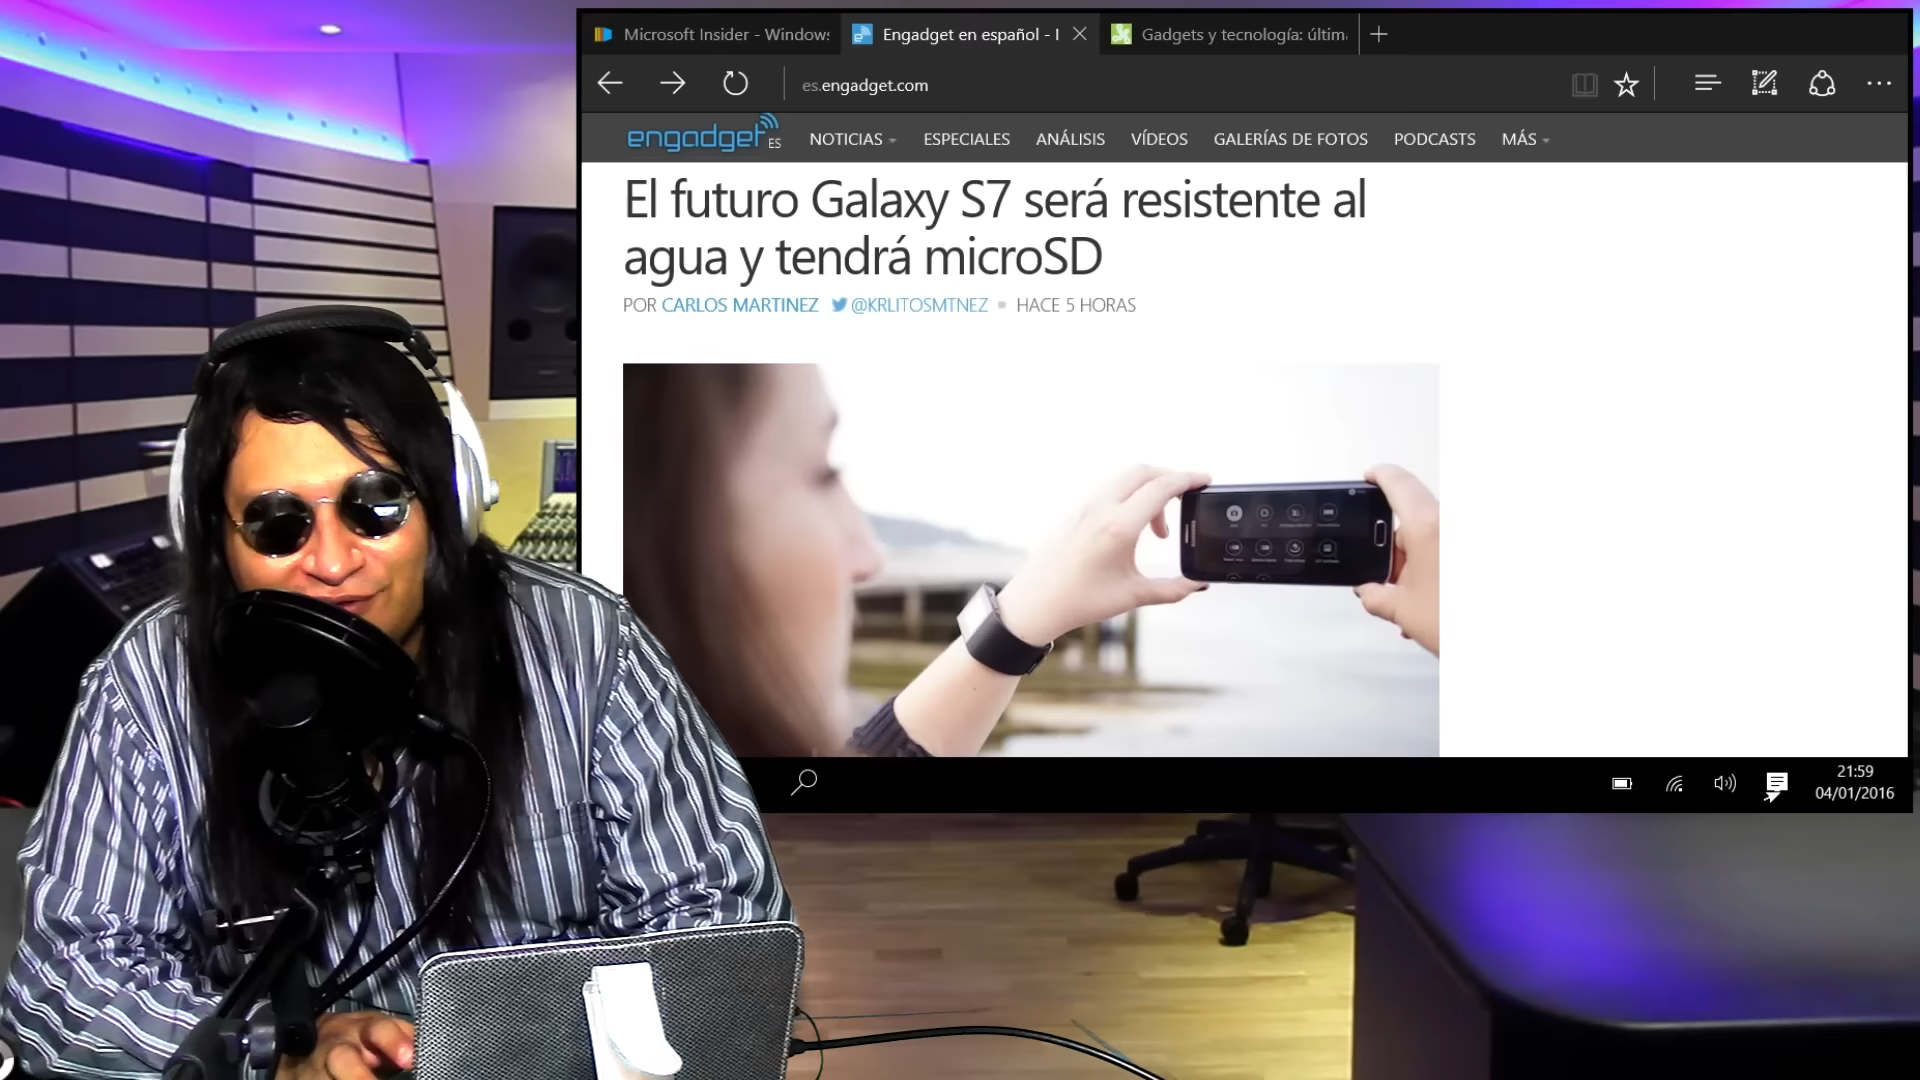 Microsoft Insider - Windows
Engadget en español - I
Gadgets y tecnología: últim
es.engadget.com
engadget ES
NOTICIAS
ESPECIALES
ANÁLISIS
VÍDEOS
GALERÍAS DE FOTOS
PODCASTS
MÁS
El futuro Galaxy S7 será resistente al
agua y tendrá microSD
POR CARLOS MARTINEZ @KRLITOSMTNEZ HACE 5 HORAS
SAMSUNG
21:59
04/01/2016